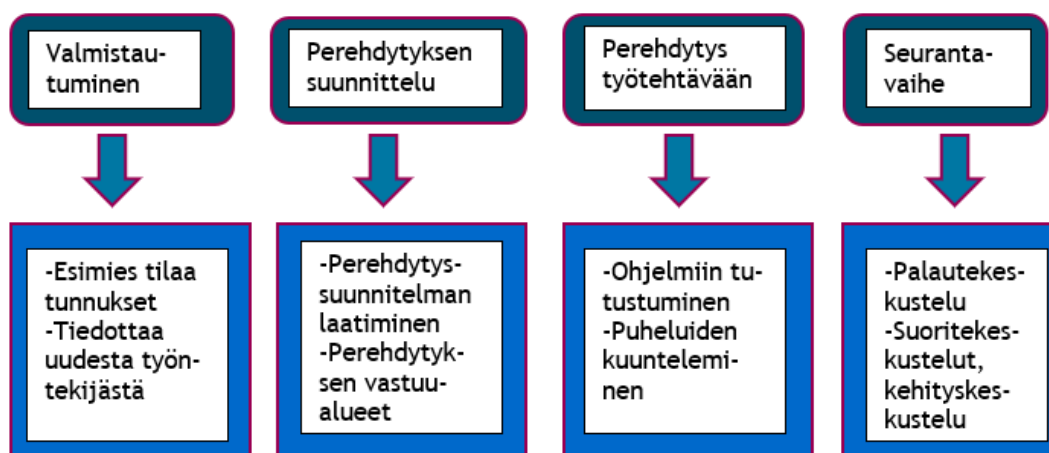 Valmistau-
tuminen
Perehdytyksen
suunnittelu
Perehdytys
työtehtävään
Seuranta-
vaihe
-Esimies tilaa
tunnukset
-Tiedottaa
uudesta työn-
tekijästä
-Perehdytys-
suunnitelman
laatiminen
-Perehdytyk-
sen vastuu-
alueet
-Ohjelmiin tu-
tustuminen
-Puheluiden
kuuntelemi-
nen
-Palautekes-
kustelu
-Suoritekes-
kustelut,
kehityskes-
kustelu